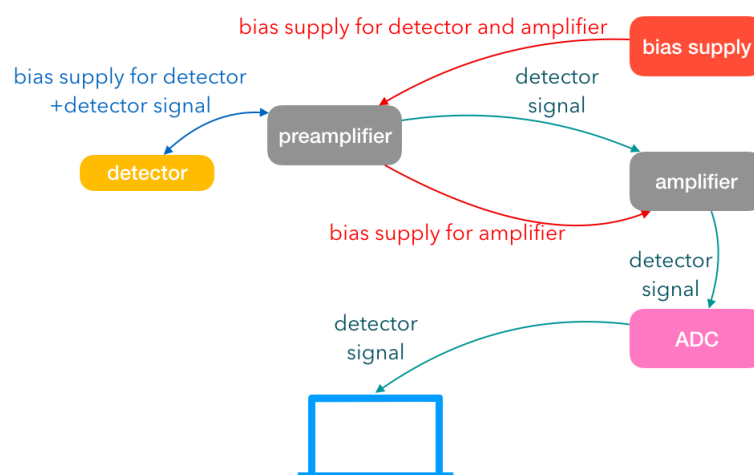 bias supply for detector and amplifier
bias supply
bias supply for detector
+detector signal
detector
signal
preamplifier
detector
amplifier
bias supply for amplifier
detector
signal
detector
signal
ADC